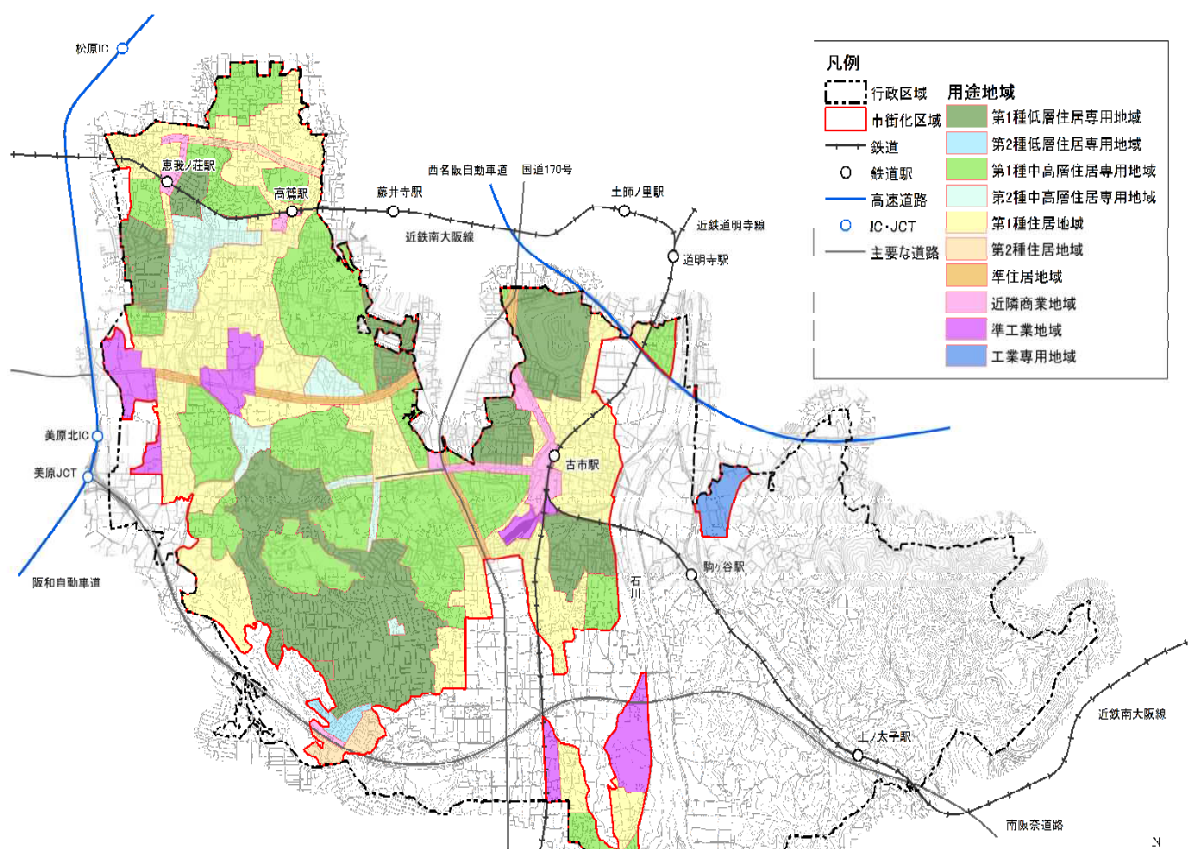 松原IC
凡例
行政区域
市街化区域
鉄道
鉄道駅
高速道路
IC・JCT
主要な道路
用途地域
第1種低層住居専用地域
第2種低層住居専用地域
第1種中高層住居専用地域
第2種中高層住居専用地域
第1種住居地域
第2種住居地域
準住居地域
近隣商業地域
準工業地域
工業専用地域
恵我ノ荘駅
高鷲駅
藤井寺駅
西名阪自動車道
国道170号
土師ノ里駅
近鉄南大阪線
近鉄道明寺線
道明寺駅
美原北IC
美原JCT
古市駅
阪和自動車道
石川
駒ヶ谷駅
上ノ太子駅
近鉄南大阪線
南阪奈道路